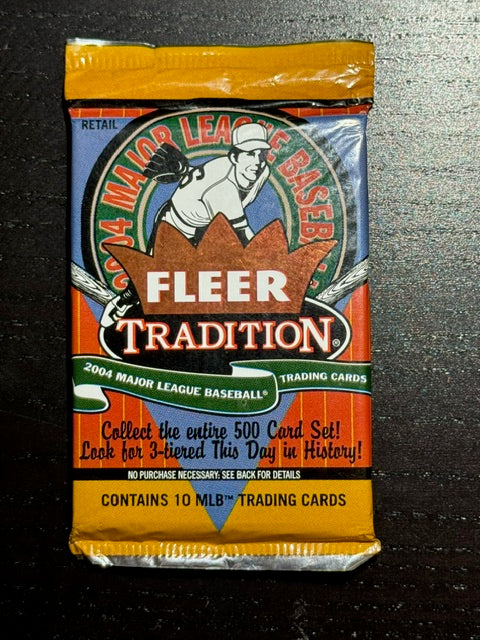 RETAIL
2004 MAJOR LEAGUE BASEBALL
FLEER
TRADITION®
2004 MAJOR LEAGUE BASEBALL® TRADING CARDS
Collect the entire 500 Card Set!
Look for 3-tiered This Day in History!
NO PURCHASE NECESSARY: SEE BACK FOR DETAILS
CONTAINS 10 MLB™ TRADING CARDS